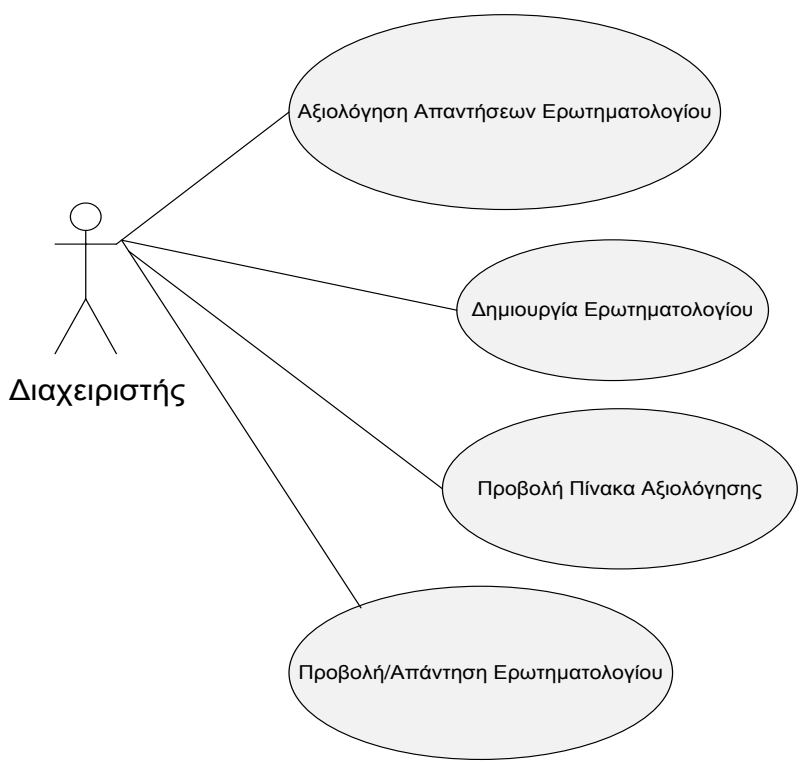 Αξιολόγηση Απαντήσεων Ερωτηματολογίου
Δημιουργία Ερωτηματολογίου
Διαχειριστής
Προβολή Πίνακα Αξιολόγησης
Προβολή/Απάντηση Ερωτηματολογίου